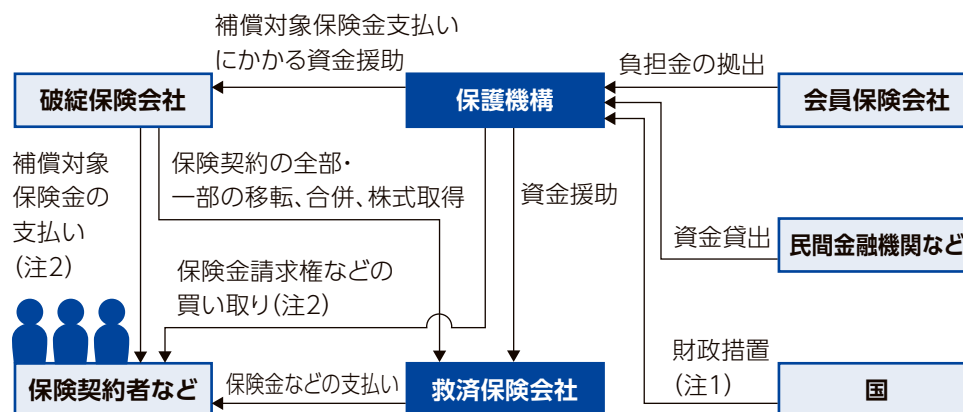 補償対象保険金支払い
にかかる資金援助
負担金の拠出
破綻保険会社
保護機構
会員保険会社
補償対象
保険金の
支払い
(注2)
保険契約の全部・
一部の移転、合併、株式取得
資金援助
資金貸出
民間金融機関など
保険金請求権などの
買い取り(注2)
財政措置
(注1)
保険契約者など
保険金などの支払い
救済保険会社
国